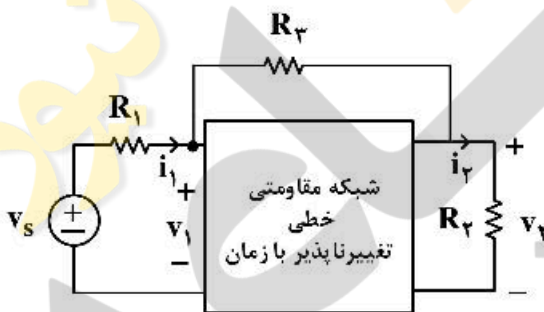 R۳
R۱
i۱
i۲
+
+
v۱
−
شبکه مقاومتی
خطی
تغییرناپذیر با زمان
vs
+
−
R۲
v۲
−